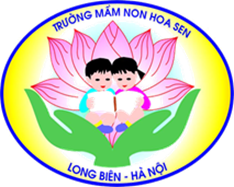 TRƯỜNG MẦM NON HOA SEN
LONG BIÊN - HÀ NỘI